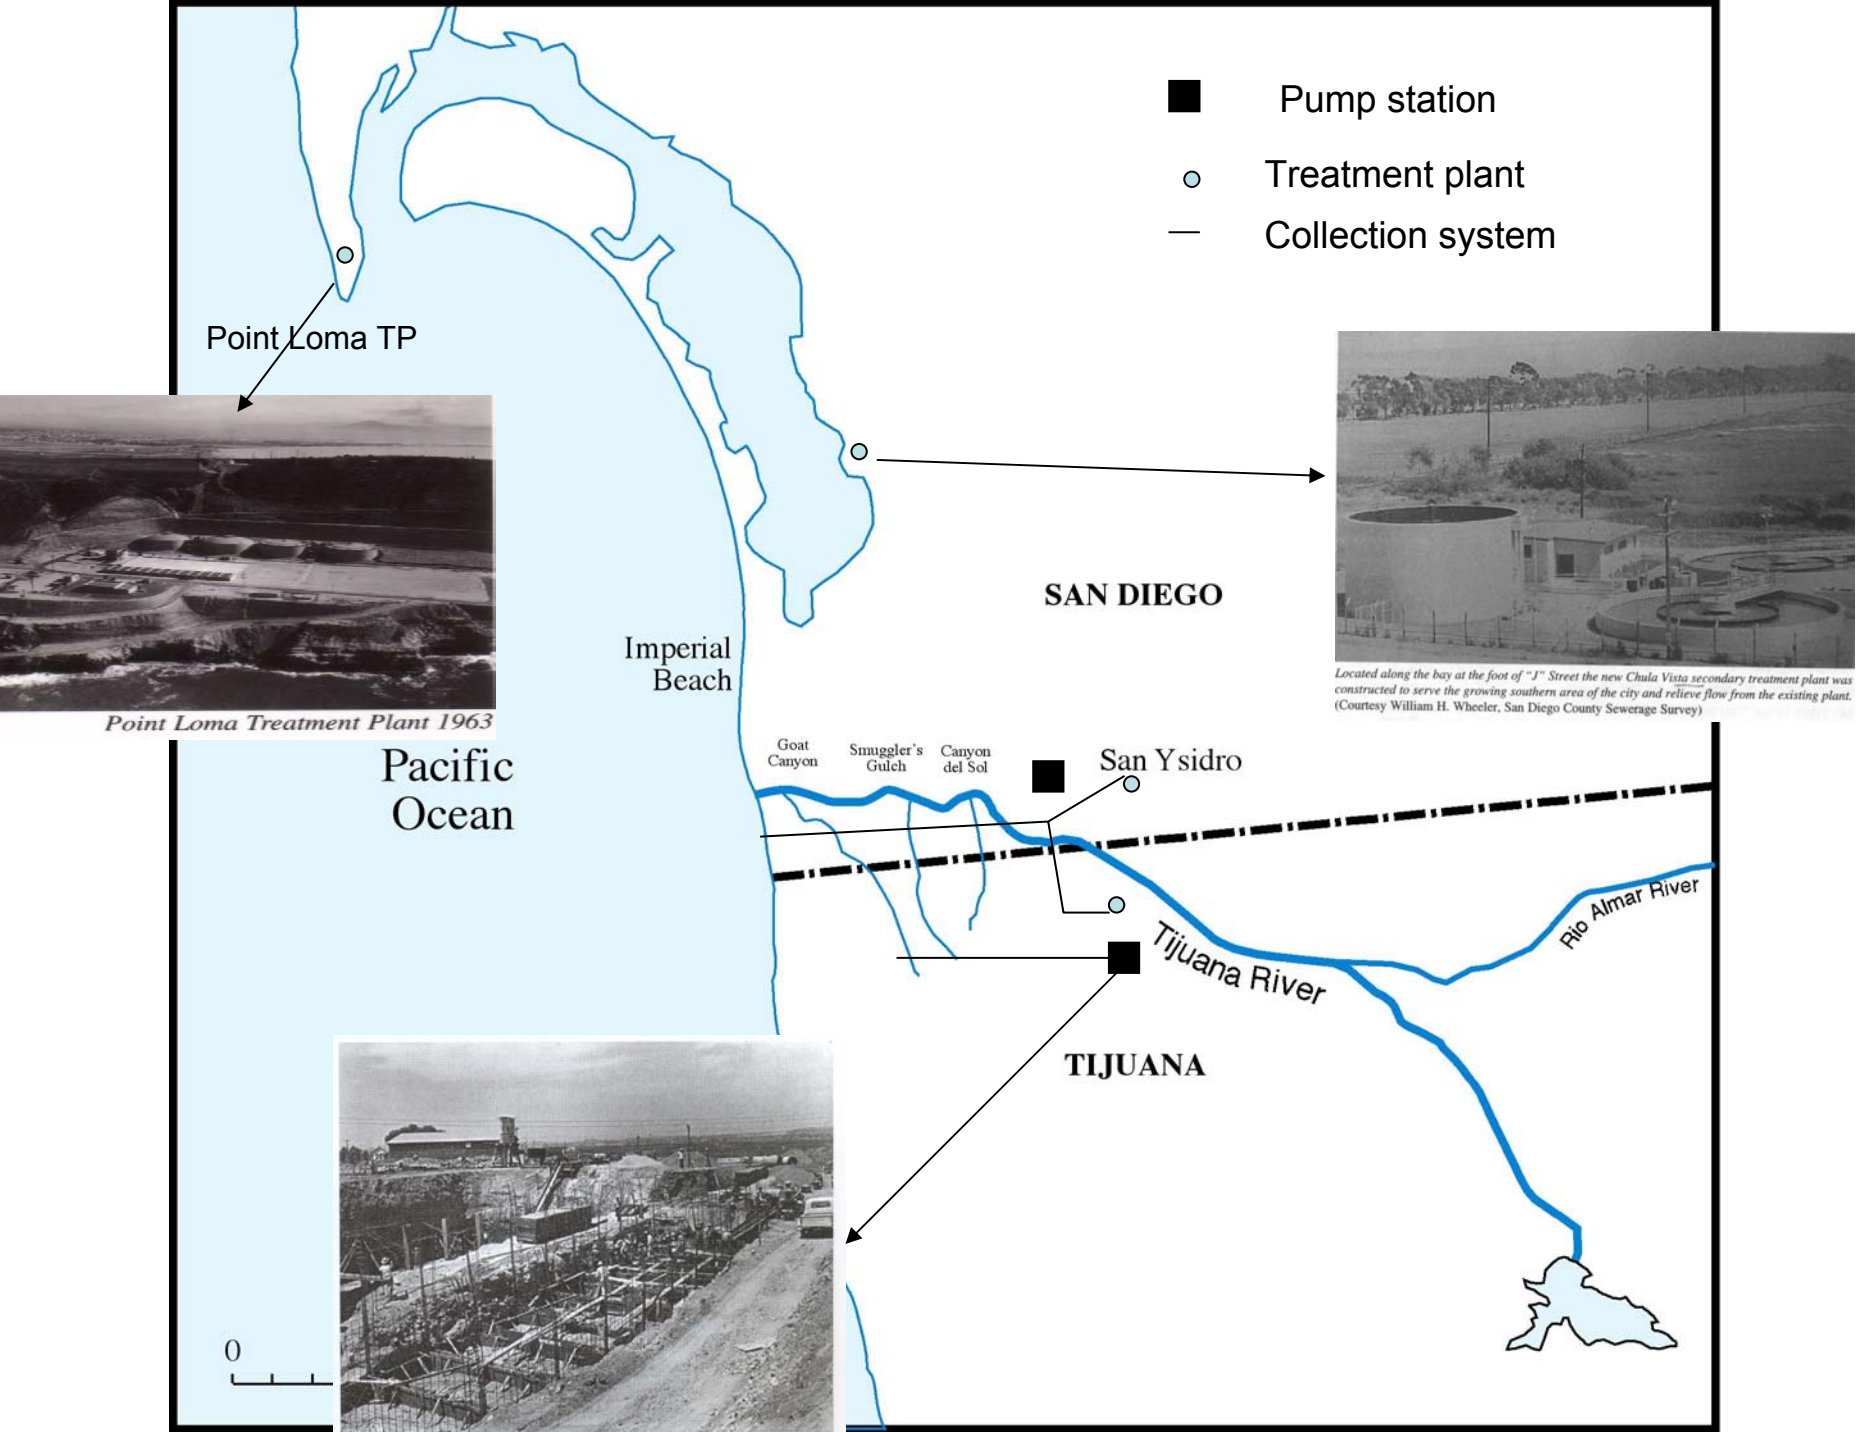 Pump station
Treatment plant
Collection system
Point Loma TP
Point Loma Treatment Plant 1963
Located along the bay at the foot of "J" Street the new Chula Vista secondary treatment plant was
constructed to serve the growing southern area of the city and relieve flow from the existing plant.
(Courtesy William H. Wheeler, San Diego County Sewerage Survey)
SAN DIEGO
Imperial
Beach
Pacific
Ocean
Goat
Canyon
Smuggler's
Gulch
Canyon
del Sol
San Ysidro
Rio Almar River
Tijuana River
TIJUANA
0